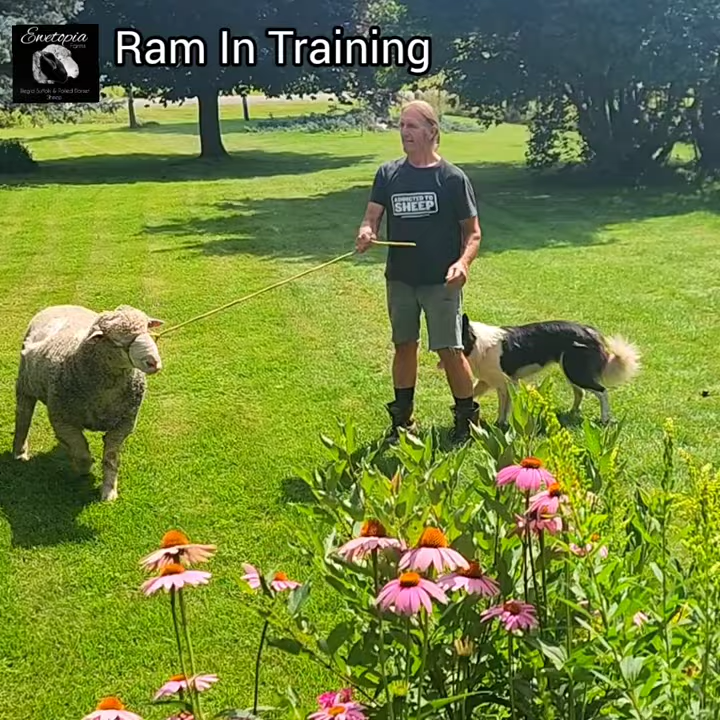 Ewetopia
Farms
Ram In Training
ADDICTED TO
SHEEP